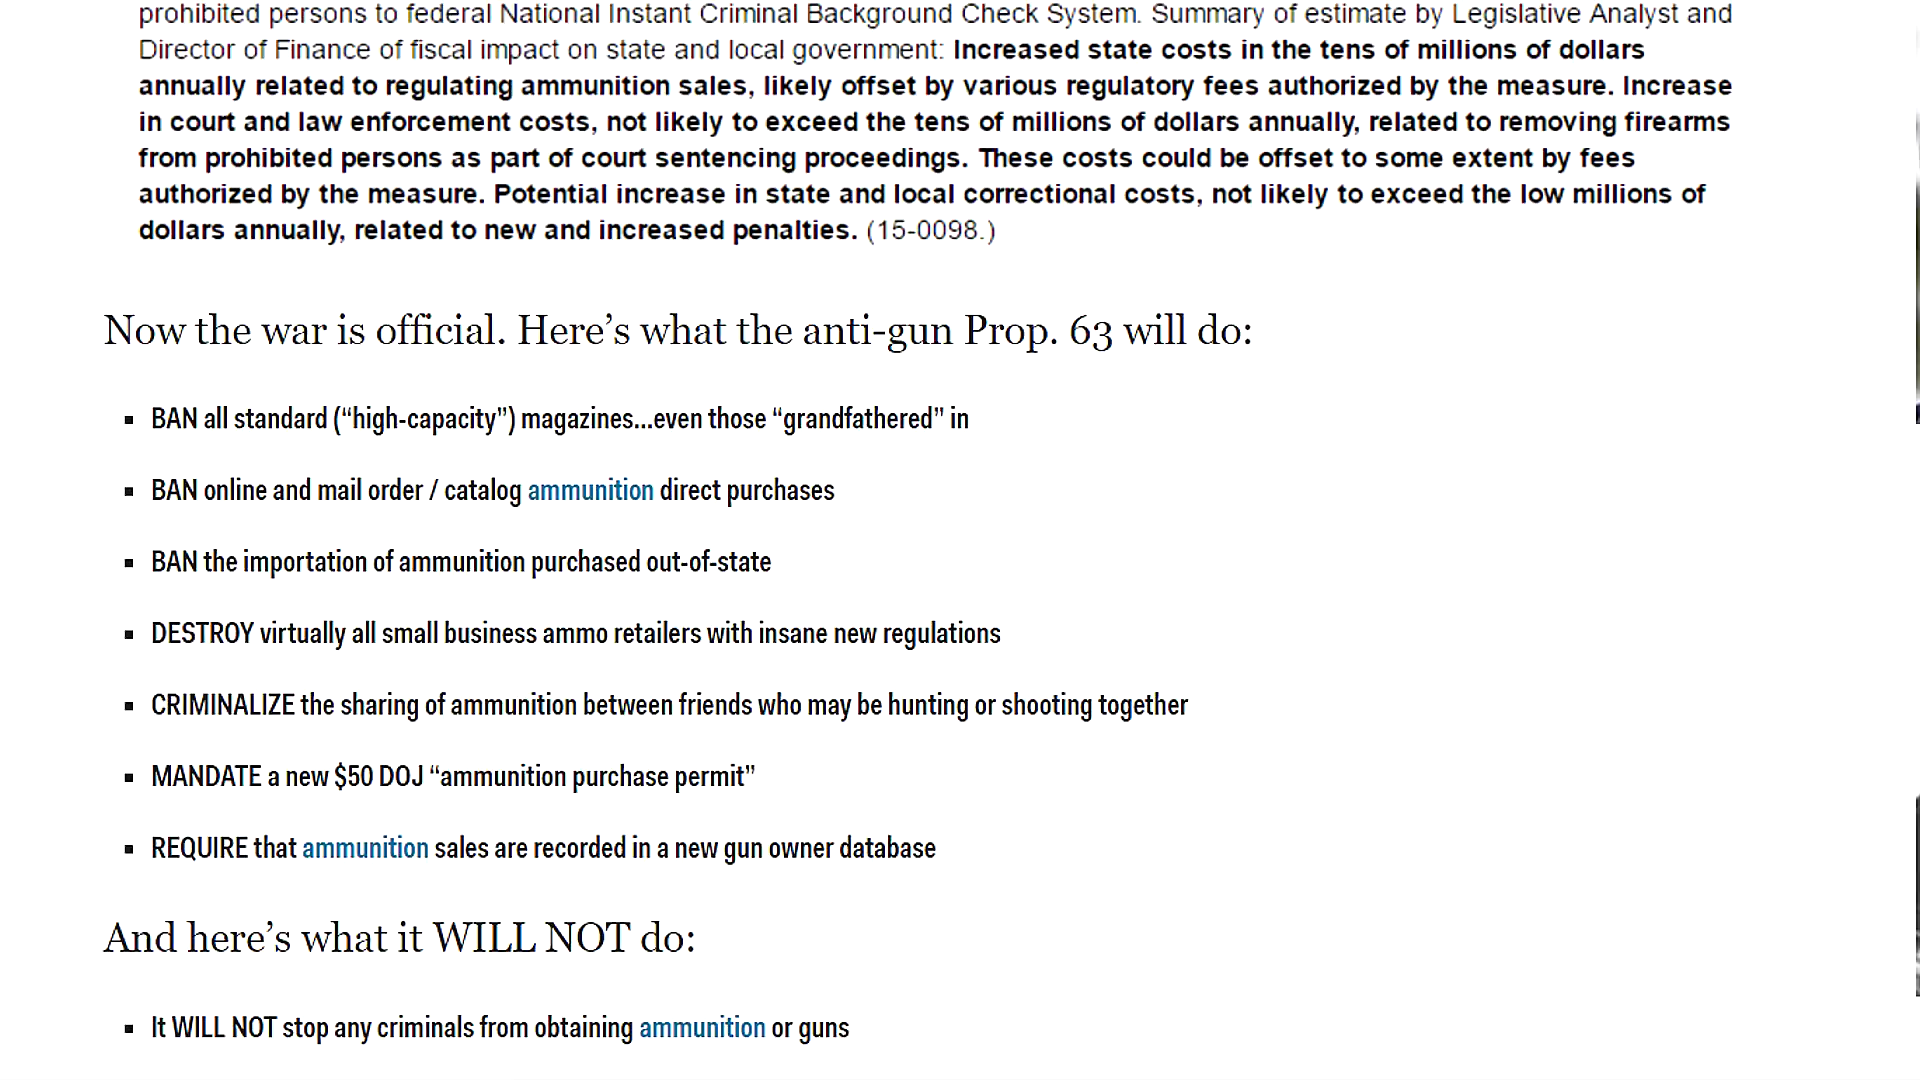 prohibited persons to federal National Instant Criminal Background Check System. Summary of estimate by Legislative Analyst and
Director of Finance of fiscal impact on state and local government: Increased state costs in the tens of millions of dollars
annually related to regulating ammunition sales, likely offset by various regulatory fees authorized by the measure. Increase
in court and law enforcement costs, not likely to exceed the tens of millions of dollars annually, related to removing firearms
from prohibited persons as part of court sentencing proceedings. These costs could be offset to some extent by fees
authorized by the measure. Potential increase in state and local correctional costs, not likely to exceed the low millions of
dollars annually, related to new and increased penalties. (15-0098.)
Now the war is official. Here’s what the anti-gun Prop. 63 will do:
▪ BAN all standard (“high-capacity”) magazines...even those “grandfathered” in
▪ BAN online and mail order / catalog ammunition direct purchases
▪ BAN the importation of ammunition purchased out-of-state
▪ DESTROY virtually all small business ammo retailers with insane new regulations
▪ CRIMINALIZE the sharing of ammunition between friends who may be hunting or shooting together
▪ MANDATE a new $50 DOJ “ammunition purchase permit”
▪ REQUIRE that ammunition sales are recorded in a new gun owner database
And here’s what it WILL NOT do:
▪ It WILL NOT stop any criminals from obtaining ammunition or guns